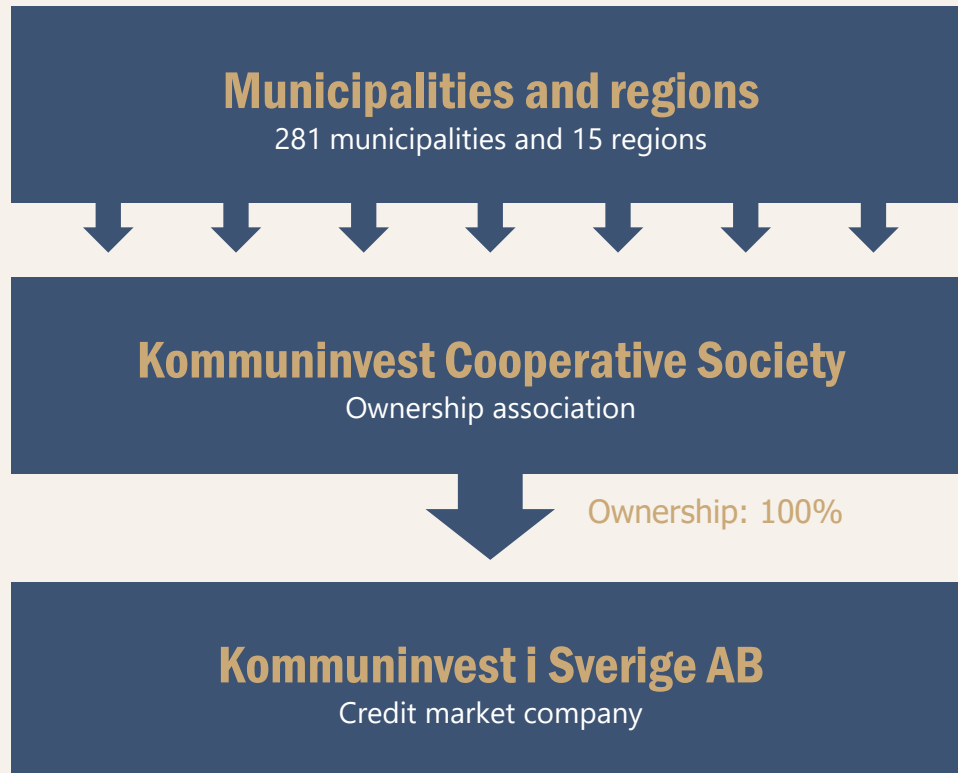 Municipalities and regions
281 municipalities and 15 regions
Kommuninvest Cooperative Society
Ownership association
Ownership: 100%
Kommuninvest i Sverige AB
Credit market company